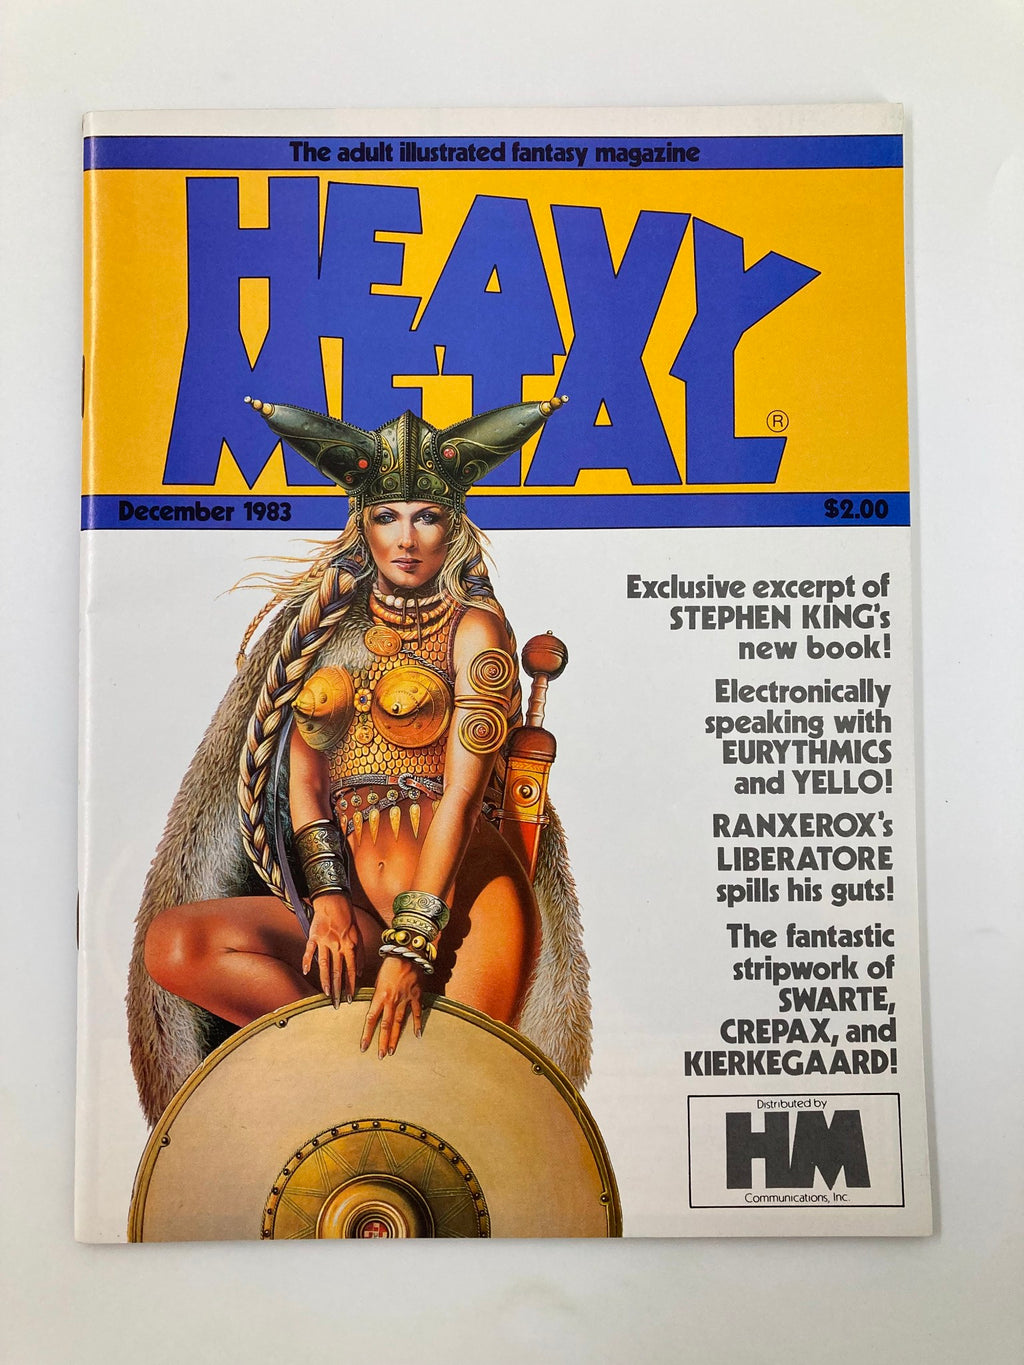 The adult illustrated fantasy magazine
HEAVY
METAL
®
December 1983
$2.00
Exclusive excerpt of
STEPHEN KING's
new book!
Electronically
speaking with
EURYTHMICS
and YELLO!
RANXEROX's
LIBERATORE
spills his guts!
The fantastic
stripwork of
SWARTE,
CREPAX, and
KIERKEGAARD!
Distributed by
HM
Communications, Inc.